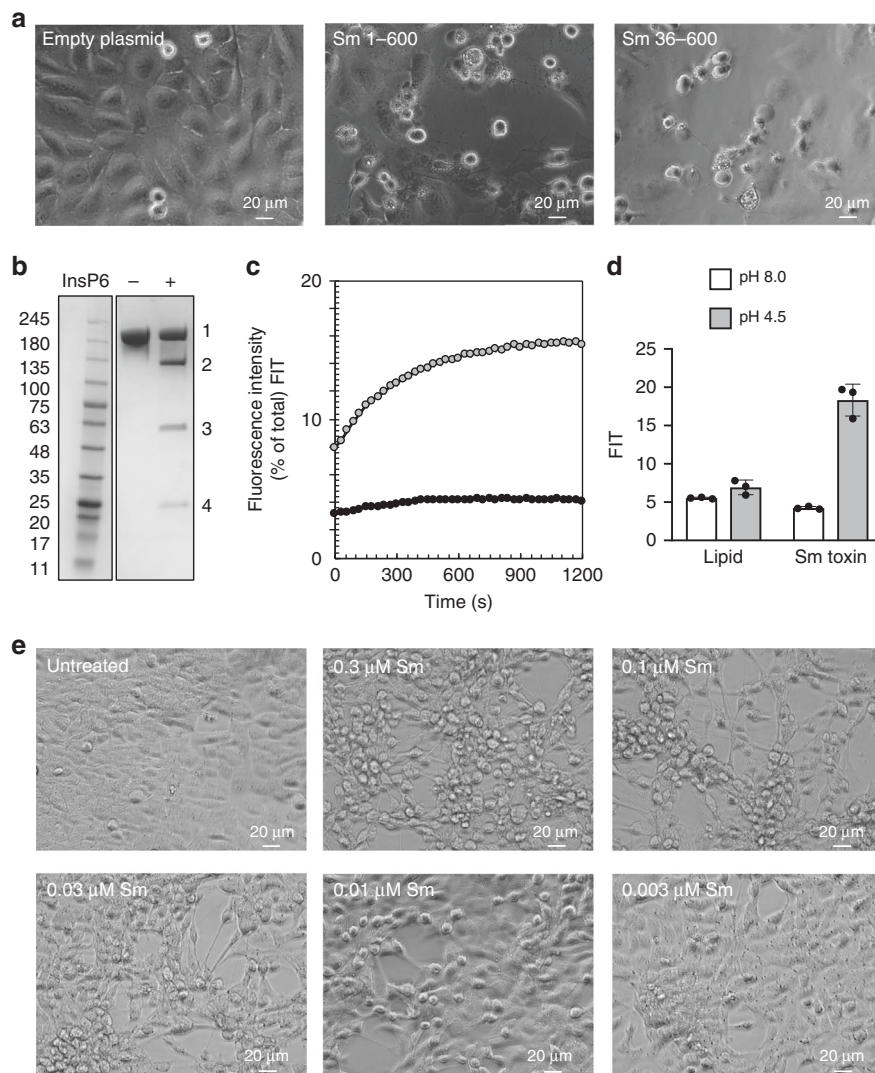 a
Empty plasmid
Sm 1–600
Sm 36–600
20 μm
20 μm
20 μm
b
InsP6
–
+
245
180
135
100
75
63
48
35
25
20
17
11
1
2
3
4
c
Fluorescence intensity
(% of total) FIT
20
10
0
0
300
600
900
1200
Time (s)
d
pH 8.0
pH 4.5
FIT
25
20
15
10
5
0
Lipid
Sm toxin
e
Untreated
0.3 μM Sm
0.1 μM Sm
20 μm
20 μm
20 μm
0.03 μM Sm
0.01 μM Sm
0.003 μM Sm
20 μm
20 μm
20 μm